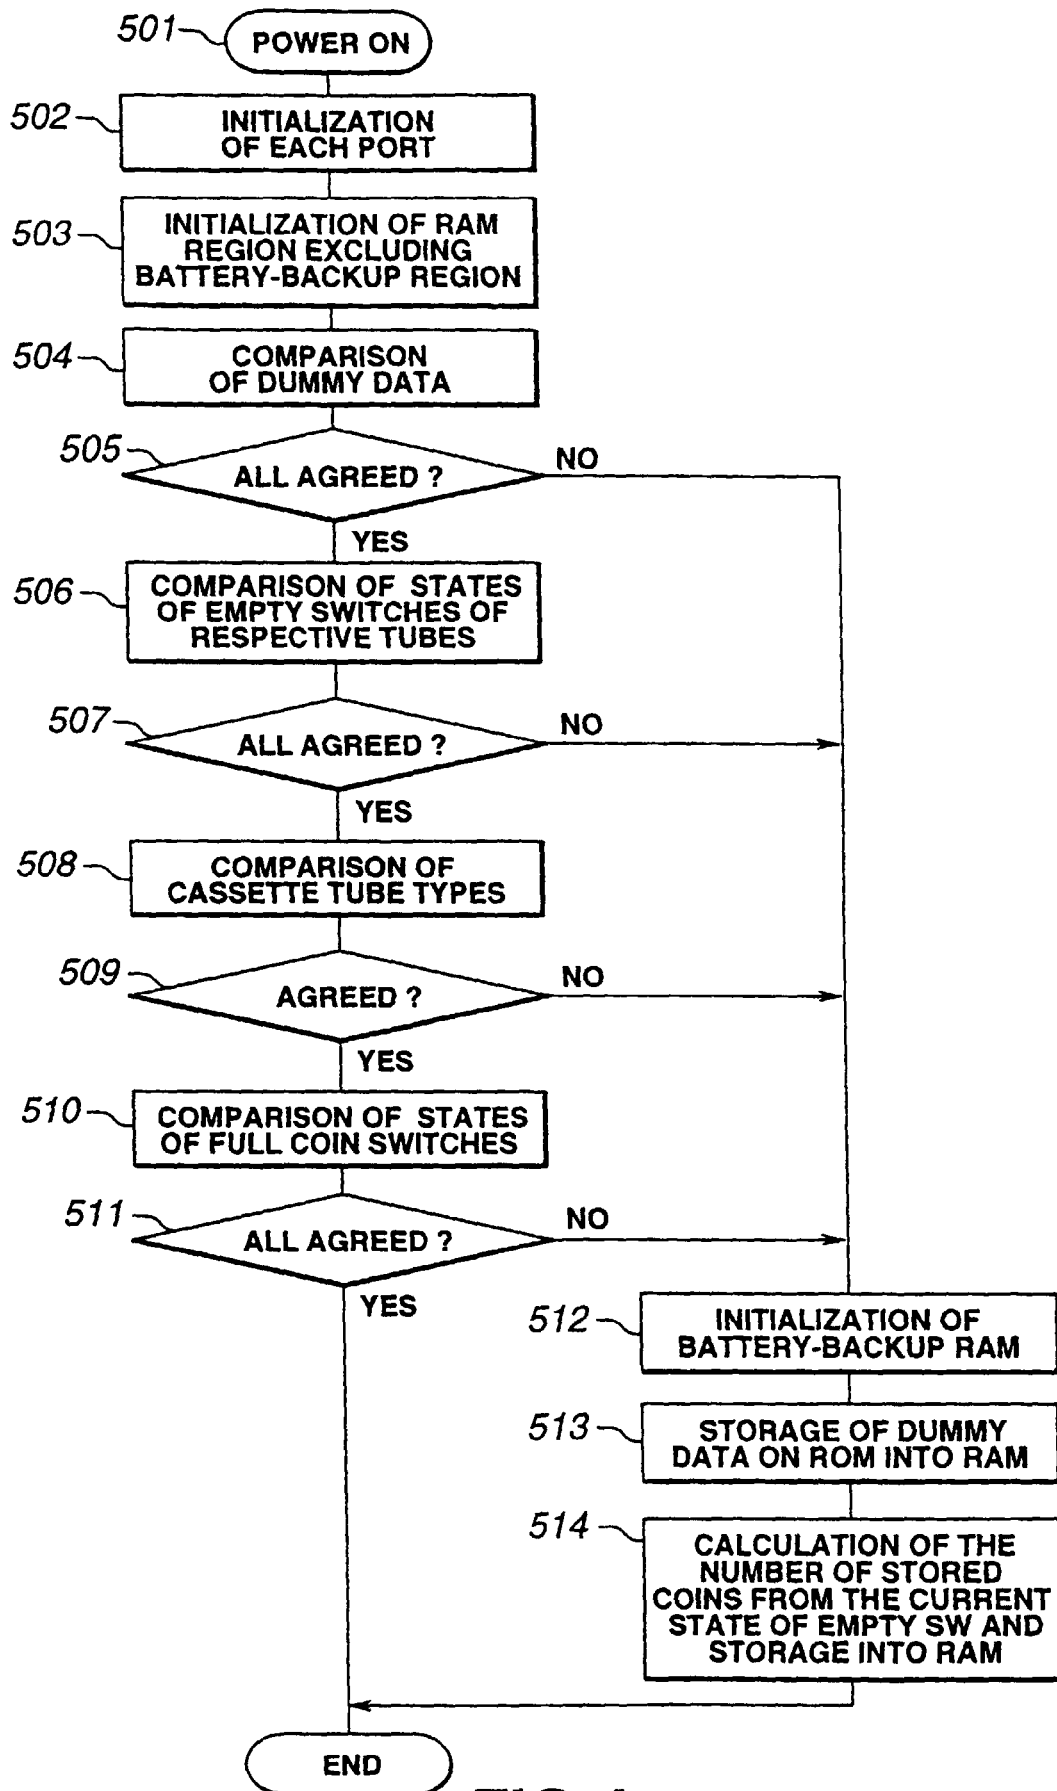 501
POWER ON
502
INITIALIZATION
OF EACH PORT
503
INITIALIZATION OF RAM
REGION EXCLUDING
BATTERY-BACKUP REGION
504
COMPARISON
OF DUMMY DATA
505
ALL AGREED ?
NO
YES
506
COMPARISON OF STATES
OF EMPTY SWITCHES OF
RESPECTIVE TUBES
507
ALL AGREED ?
NO
YES
508
COMPARISON OF
CASSETTE TUBE TYPES
509
AGREED ?
NO
YES
510
COMPARISON OF STATES
OF FULL COIN SWITCHES
511
ALL AGREED ?
NO
YES
512
INITIALIZATION OF
BATTERY-BACKUP RAM
513
STORAGE OF DUMMY
DATA ON ROM INTO RAM
514
CALCULATION OF THE
NUMBER OF STORED
COINS FROM THE CURRENT
STATE OF EMPTY SW AND
STORAGE INTO RAM
END